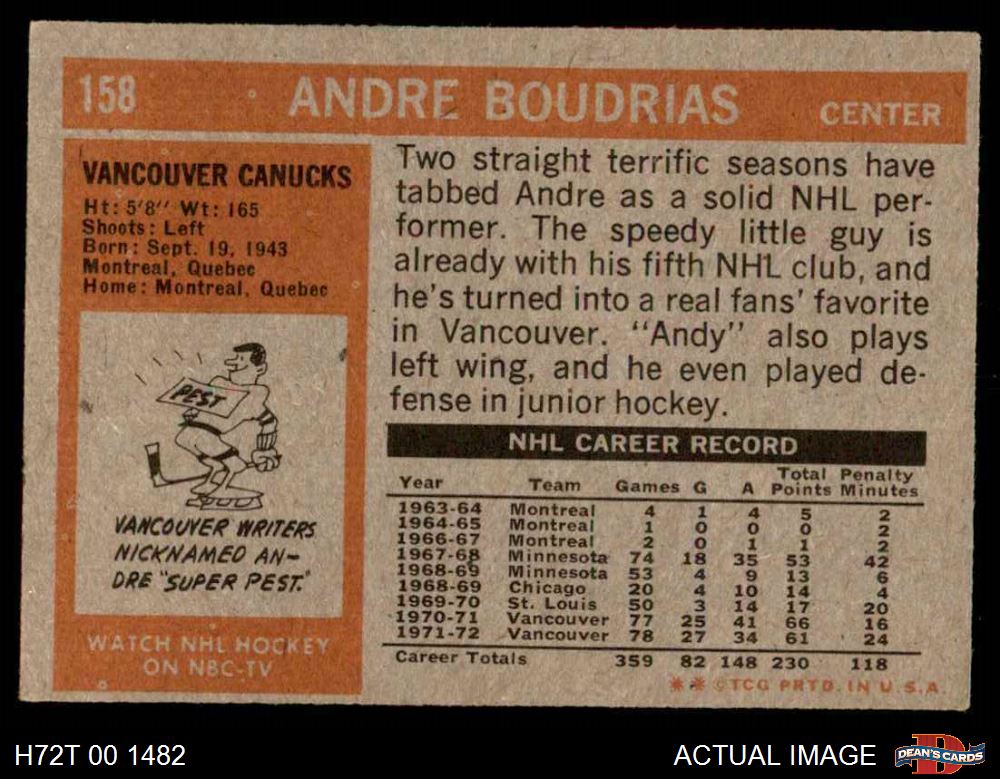 158 ANDRE BOUDRIAS CENTER
VANCOUVER CANUCKS
Ht: 5'8" Wt: 165
Shoots: Left
Born: Sept. 19, 1943
Montreal, Quebec
Home: Montreal, Quebec
PEST
VANCOUVER WRITERS
NICKNAMED AN-
DRE "SUPER PEST."
WATCH NHL HOCKEY
ON NBC-TV
Two straight terrific seasons have
tabbed Andre as a solid NHL per-
former. The speedy little guy is
already with his fifth NHL club, and
he's turned into a real fans' favorite
in Vancouver. "Andy" also plays
left wing, and he even played de-
fense in junior hockey.
NHL CAREER RECORD
Year Team Games G A Total Points Penalty Minutes
1963-64 Montreal 4 1 4 5 2
1964-65 Montreal 1 0 0 0 2
1966-67 Montreal 2 0 1 1 2
1967-68 Minnesota 74 18 35 53 42
1968-69 Minnesota 53 4 9 13 6
1968-69 Chicago 20 4 10 14 4
1969-70 St. Louis 50 3 14 17 20
1970-71 Vancouver 77 25 41 66 16
1971-72 Vancouver 78 27 34 61 24
Career Totals 359 82 148 230 118
** ©TCG PRTD. IN U.S.A.
H72T 00 1482
ACTUAL IMAGE
DEAN'S CARDS